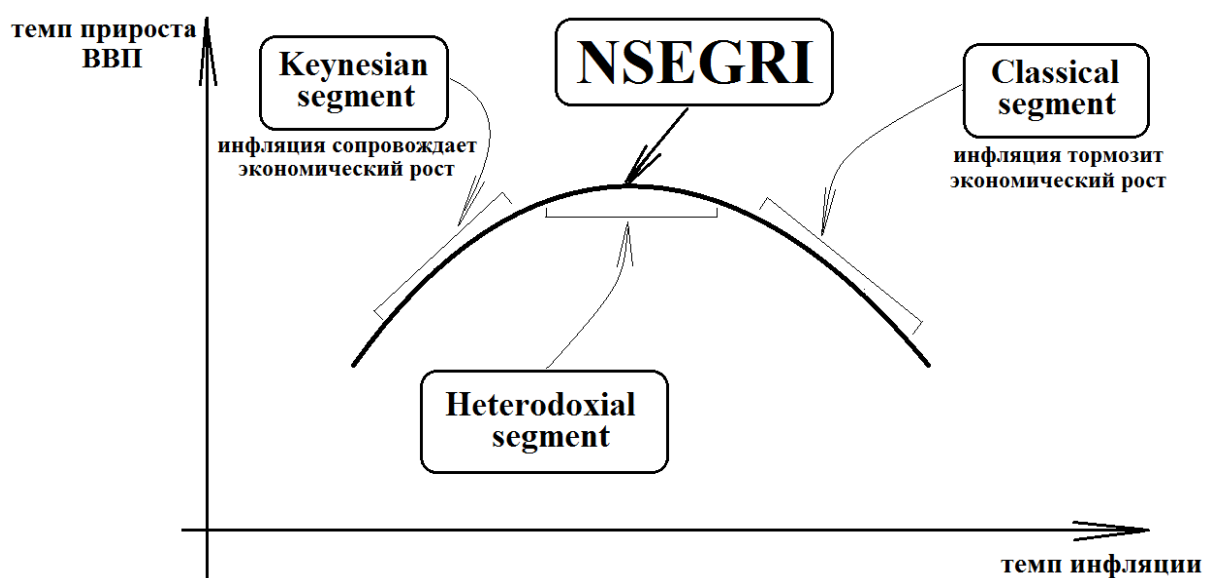 темп прироста
ВВП
Keynesian
segment
инфляция сопровождает
экономический рост
NSEGRI
Classical
segment
инфляция тормозит
экономический рост
Heterodoxial
segment
темп инфляции